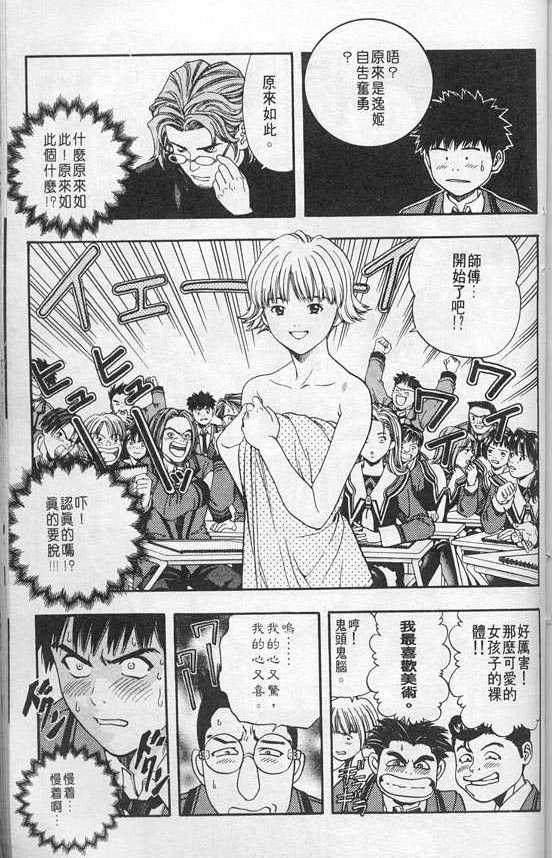 唔?
原來是逸姬
自告奮勇
?
原來如此。
什麼原來如
此!原來如
此個什麼!?
師傅…
開始了吧!?
イエーーイ
ヒュ
ヒュー
ヒューッ
ワイ
ワイ
吓!
認真的嗎!?
真的要脫!!!
好厲害!
那麼可愛的
女孩子的裸
體!!
我最喜歡美術。
哼!
鬼頭鬼腦。
嗚……
我的心又驚,
我的心又喜。
慢着…
慢着啊…